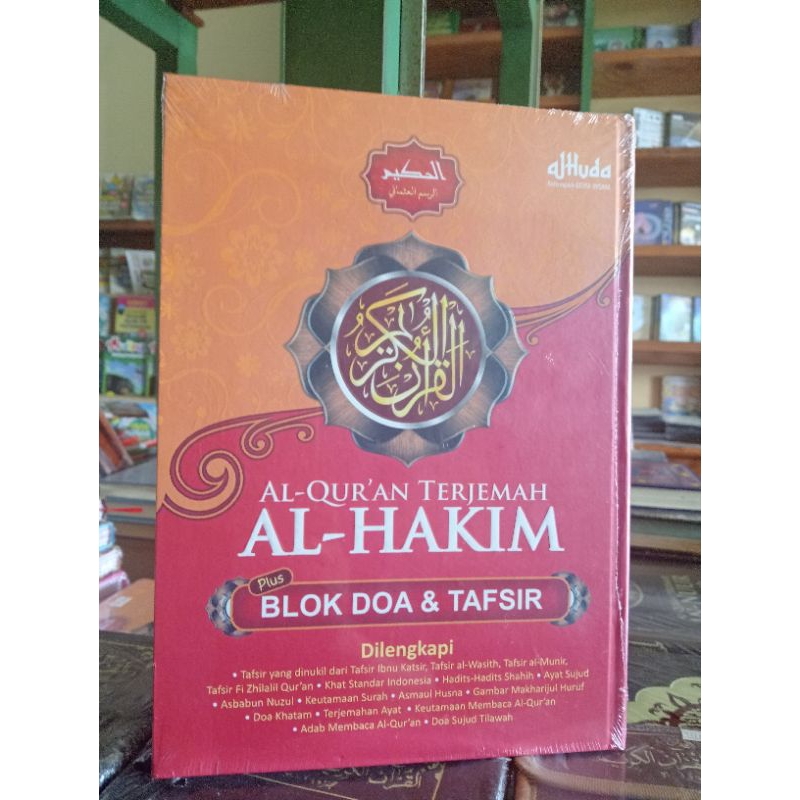 الحكيم
الرسم العثماني
alHuda
القرآن الكريم
AL-QUR'AN TERJEMAH
AL-HAKIM
Plus
BLOK DOA & TAFSIR
Dilengkapi
• Tafsir yang dinukil dari Tafsir Ibnu Katsir, Tafsir al-Wasith, Tafsir al-Munir,
Tafsir Fi Zhilalil Qur'an • Khat Standar Indonesia • Hadits-Hadits Shahih • Ayat Sujud
• Asbabun Nuzul • Keutamaan Surah • Asmaul Husna • Gambar Makharijul Huruf
• Doa Khatam • Terjemahan Ayat • Keutamaan Membaca Al-Qur'an
• Adab Membaca Al-Qur'an • Doa Sujud Tilawah